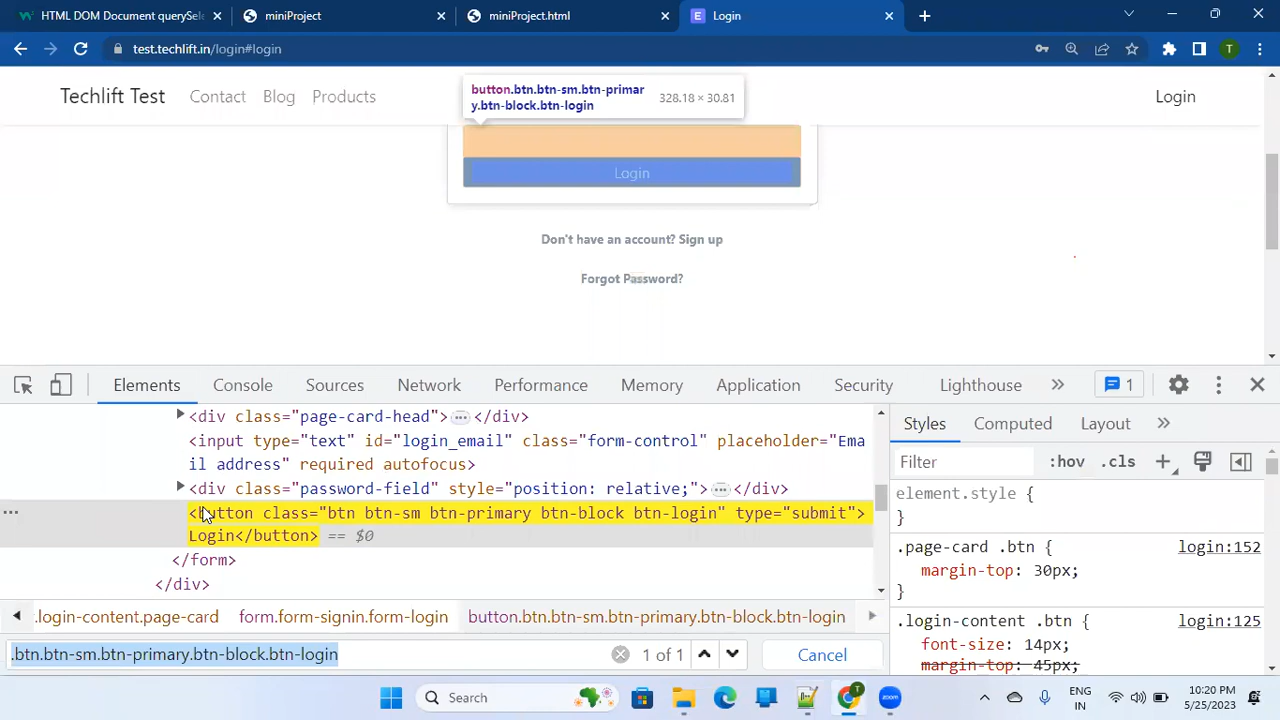 HTML DOM Document querySele
miniProject
miniProject.html
Login
test.techlift.in/login#login
T
Techlift Test
Contact
Blog
Products
Login
button.btn.btn-sm.btn-primar
y.btn-block.btn-login
328.18 × 30.81
Login
Don't have an account? Sign up
Forgot Password?
Elements
Console
Sources
Network
Performance
Memory
Application
Security
Lighthouse
1
<div class="page-card-head"> ⋯ </div>
<input type="text" id="login_email" class="form-control" placeholder="Ema
il address" required autofocus>
<div class="password-field" style="position: relative;"> ⋯ </div>
<button class="btn btn-sm btn-primary btn-block btn-login" type="submit">
Login</button> == $0
</form>
</div>
.login-content.page-card
form.form-signin.form-login
button.btn.btn-sm.btn-primary.btn-block.btn-login
.btn.btn-sm.btn-primary.btn-block.btn-login
1 of 1
Cancel
Styles
Computed
Layout
Filter
:hov
.cls
element.style {
}
.page-card .btn {
login:152
margin-top: 30px;
}
.login-content .btn {
login:125
font-size: 14px;
margin-top: 45px;
Search
T
zoom
ENG
IN
10:20 PM
5/25/2023